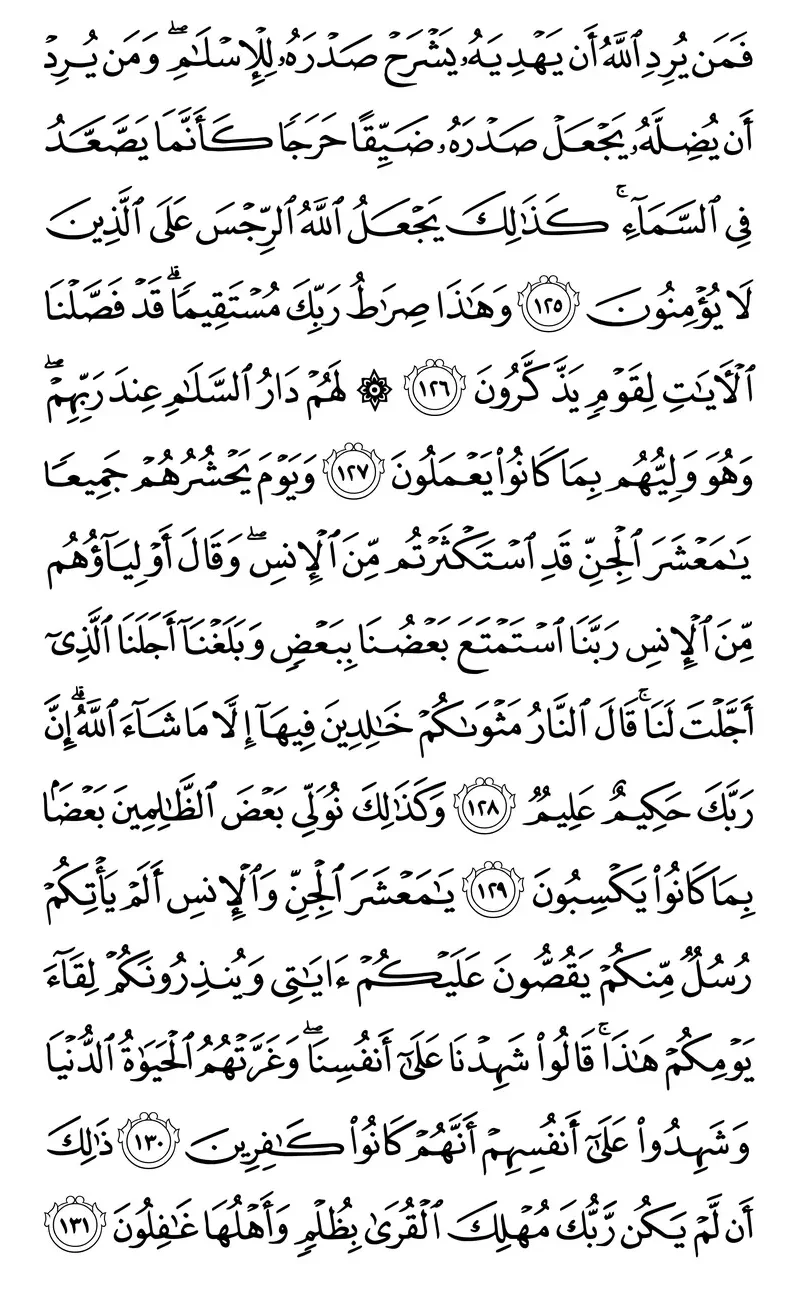 فَمَن يُرِدِ ٱللَّهُ أَن يَهۡدِيَهُۥ يَشۡرَحۡ صَدۡرَهُۥ لِلۡإِسۡلَٰمِۖ وَمَن يُرِدۡ
أَن يُضِلَّهُۥ يَجۡعَلۡ صَدۡرَهُۥ ضَيِّقًا حَرَجٗا كَأَنَّمَا يَصَّعَّدُ
فِي ٱلسَّمَآءِۚ كَذَٰلِكَ يَجۡعَلُ ٱللَّهُ ٱلرِّجۡسَ عَلَى ٱلَّذِينَ
لَا يُؤۡمِنُونَ ١٢٥ وَهَٰذَا صِرَٰطُ رَبِّكَ مُسۡتَقِيمٗاۗ قَدۡ فَصَّلۡنَا
ٱلۡأٓيَٰتِ لِقَوۡمٖ يَذَّكَّرُونَ ١٢٦ ۞ لَهُمۡ دَارُ ٱلسَّلَٰمِ عِندَ رَبِّهِمۡۖ
وَهُوَ وَلِيُّهُم بِمَا كَانُواْ يَعۡمَلُونَ ١٢٧ وَيَوۡمَ يَحۡشُرُهُمۡ جَمِيعٗا
يَٰمَعۡشَرَ ٱلۡجِنِّ قَدِ ٱسۡتَكۡثَرۡتُم مِّنَ ٱلۡإِنسِۖ وَقَالَ أَوۡلِيَآؤُهُم
مِّنَ ٱلۡإِنسِ رَبَّنَا ٱسۡتَمۡتَعَ بَعۡضُنَا بِبَعۡضٖ وَبَلَغۡنَآ أَجَلَنَا ٱلَّذِيٓ
أَجَّلۡتَ لَنَاۚ قَالَ ٱلنَّارُ مَثۡوَىٰكُمۡ خَٰلِدِينَ فِيهَآ إِلَّا مَا شَآءَ ٱللَّهُۗ إِنَّ
رَبَّكَ حَكِيمٌ عَلِيمٞ ١٢٨ وَكَذَٰلِكَ نُوَلِّي بَعۡضَ ٱلظَّٰلِمِينَ بَعۡضَۢا
بِمَا كَانُواْ يَكۡسِبُونَ ١٢٩ يَٰمَعۡشَرَ ٱلۡجِنِّ وَٱلۡإِنسِ أَلَمۡ يَأۡتِكُمۡ
رُسُلٞ مِّنكُمۡ يَقُصُّونَ عَلَيۡكُمۡ ءَايَٰتِي وَيُنذِرُونَكُمۡ لِقَآءَ
يَوۡمِكُمۡ هَٰذَاۚ قَالُواْ شَهِدۡنَا عَلَىٰٓ أَنفُسِنَاۖ وَغَرَّتۡهُمُ ٱلۡحَيَوٰةُ ٱلدُّنۡيَا
وَشَهِدُواْ عَلَىٰٓ أَنفُسِهِمۡ أَنَّهُمۡ كَانُواْ كَٰفِرِينَ ١٣٠ ذَٰلِكَ
أَن لَّمۡ يَكُن رَّبُّكَ مُهۡلِكَ ٱلۡقُرَىٰ بِظُلۡمٖ وَأَهۡلُهَا غَٰفِلُونَ ١٣١